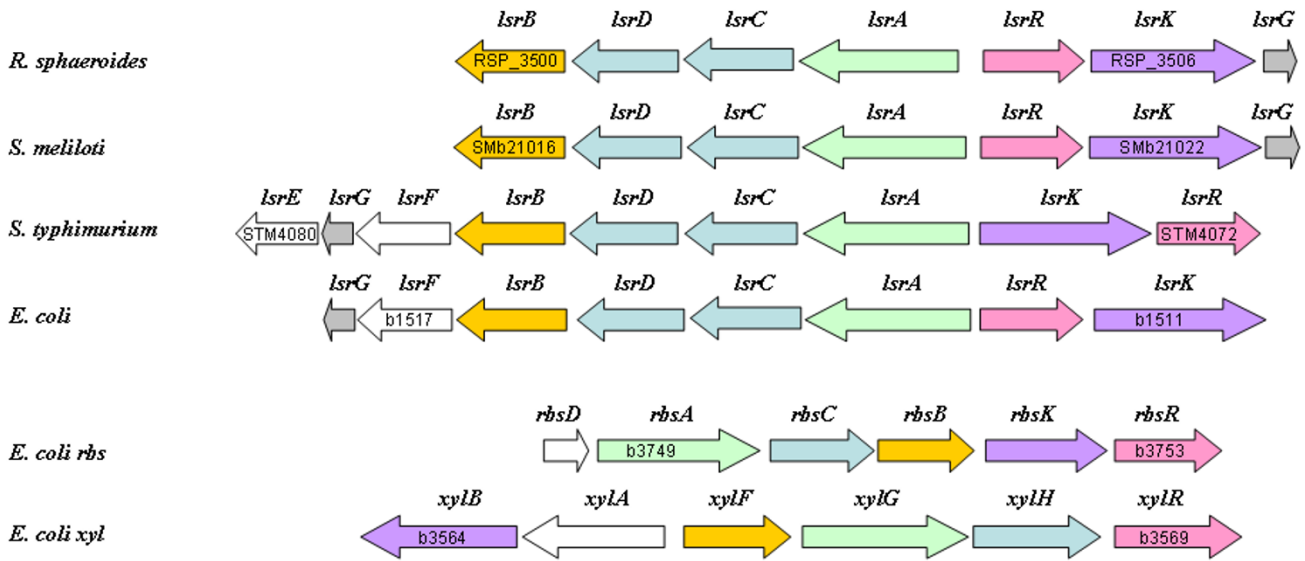 lsrB lsrD lsrC lsrA lsrR lsrK lsrG
R. sphaeroides RSP_3500 RSP_3506
lsrB lsrD lsrC lsrA lsrR lsrK lsrG
S. meliloti SMb21016 SMb21022
lsrE lsrG lsrF lsrB lsrD lsrC lsrA lsrK lsrR
S. typhimurium STM4080 STM4072
lsrG lsrF lsrB lsrD lsrC lsrA lsrR lsrK
E. coli b1517 b1511
rbsD rbsA rbsC rbsB rbsK rbsR
E. coli rbs b3749 b3753
xylB xylA xylF xylG xylH xylR
E. coli xyl b3564 b3569